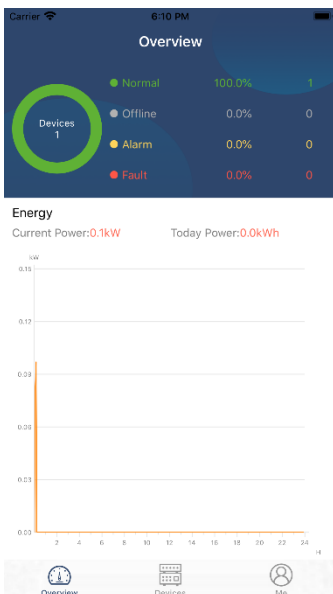 Carrier 6:10 PM
Overview
Normal 100.0% 1
Devices
1
Offline 0.0% 0
Alarm 0.0% 0
Fault 0.0% 0
Energy
Current Power:0.1kW Today Power:0.0kWh
kW
0.15
0.12
0.09
0.06
0.03
0.00
2 4 6 8 10 12 14 16 18 20 22 24
H
Overview Devices Me